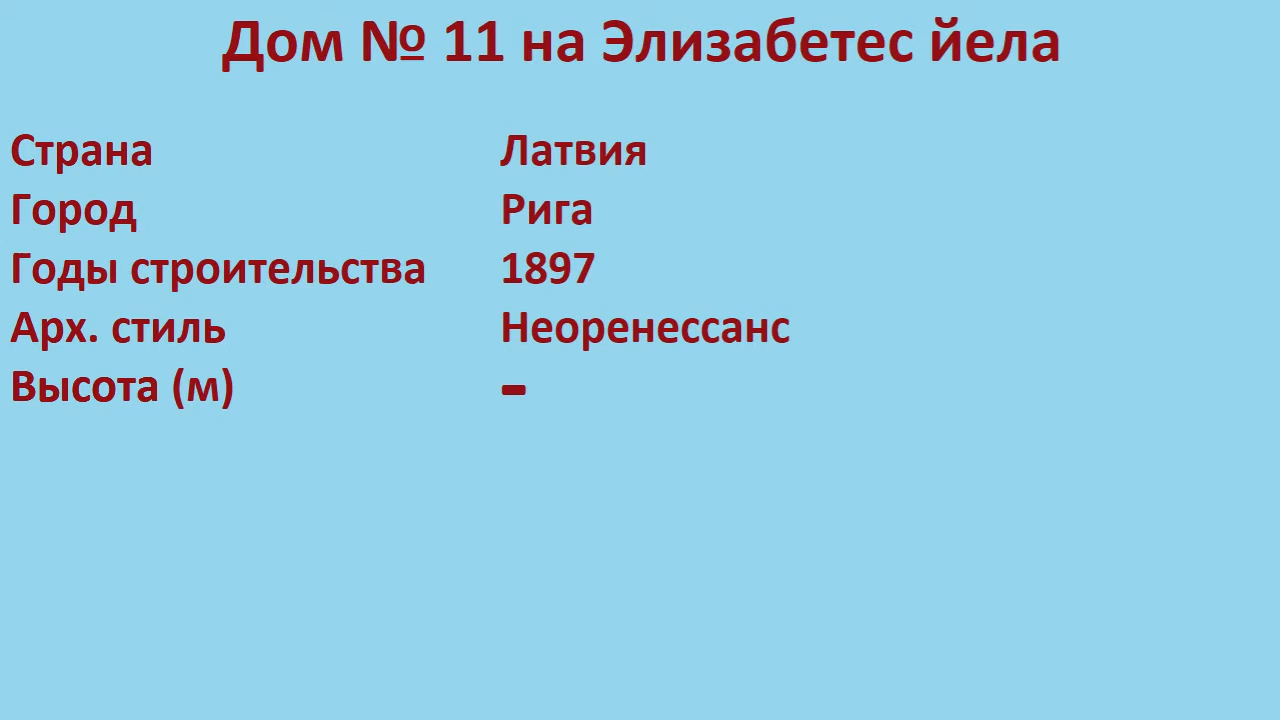 Дом № 11 на Элизабетес йела
Страна Латвия
Город Рига
Годы строительства 1897
Арх. стиль Неоренессанс
Высота (м) -